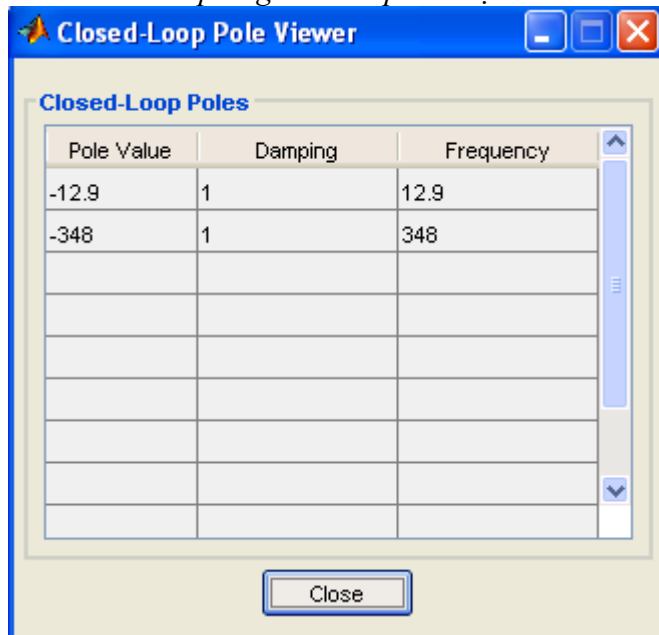 Closed-Loop Pole Viewer
Closed-Loop Poles
Pole Value Damping Frequency
-12.9 1 12.9
-348 1 348
Close